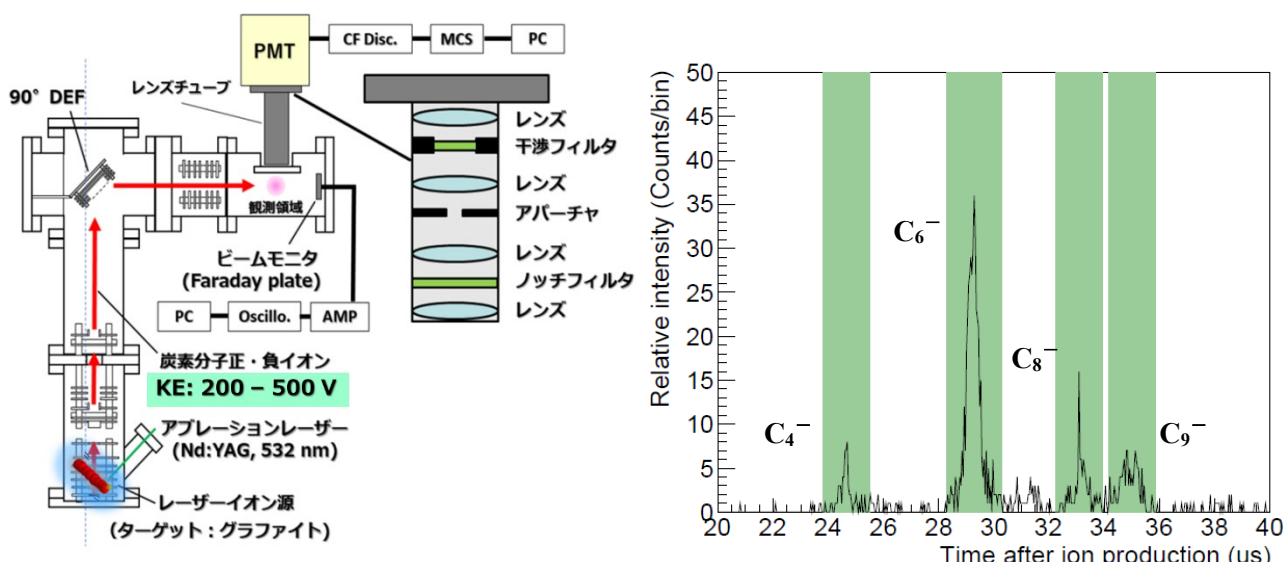 PMT
CF Disc.
MCS
PC
90° DEF
レンズチューブ
観測領域
ビームモニタ
(Faraday plate)
PC
Oscillo.
AMP
炭素分子正・負イオン
KE: 200 – 500 V
アブレーションレーザー
(Nd:YAG, 532 nm)
レーザーイオン源
(ターゲット：グラファイト)
レンズ
干渉フィルタ
レンズ
アパーチャ
レンズ
ノッチフィルタ
レンズ
Relative intensity (Counts/bin)
50
45
40
35
30
25
20
15
10
5
0
C₄⁻
C₆⁻
C₈⁻
C₉⁻
20 22 24 26 28 30 32 34 36 38 40
Time after ion production (us)